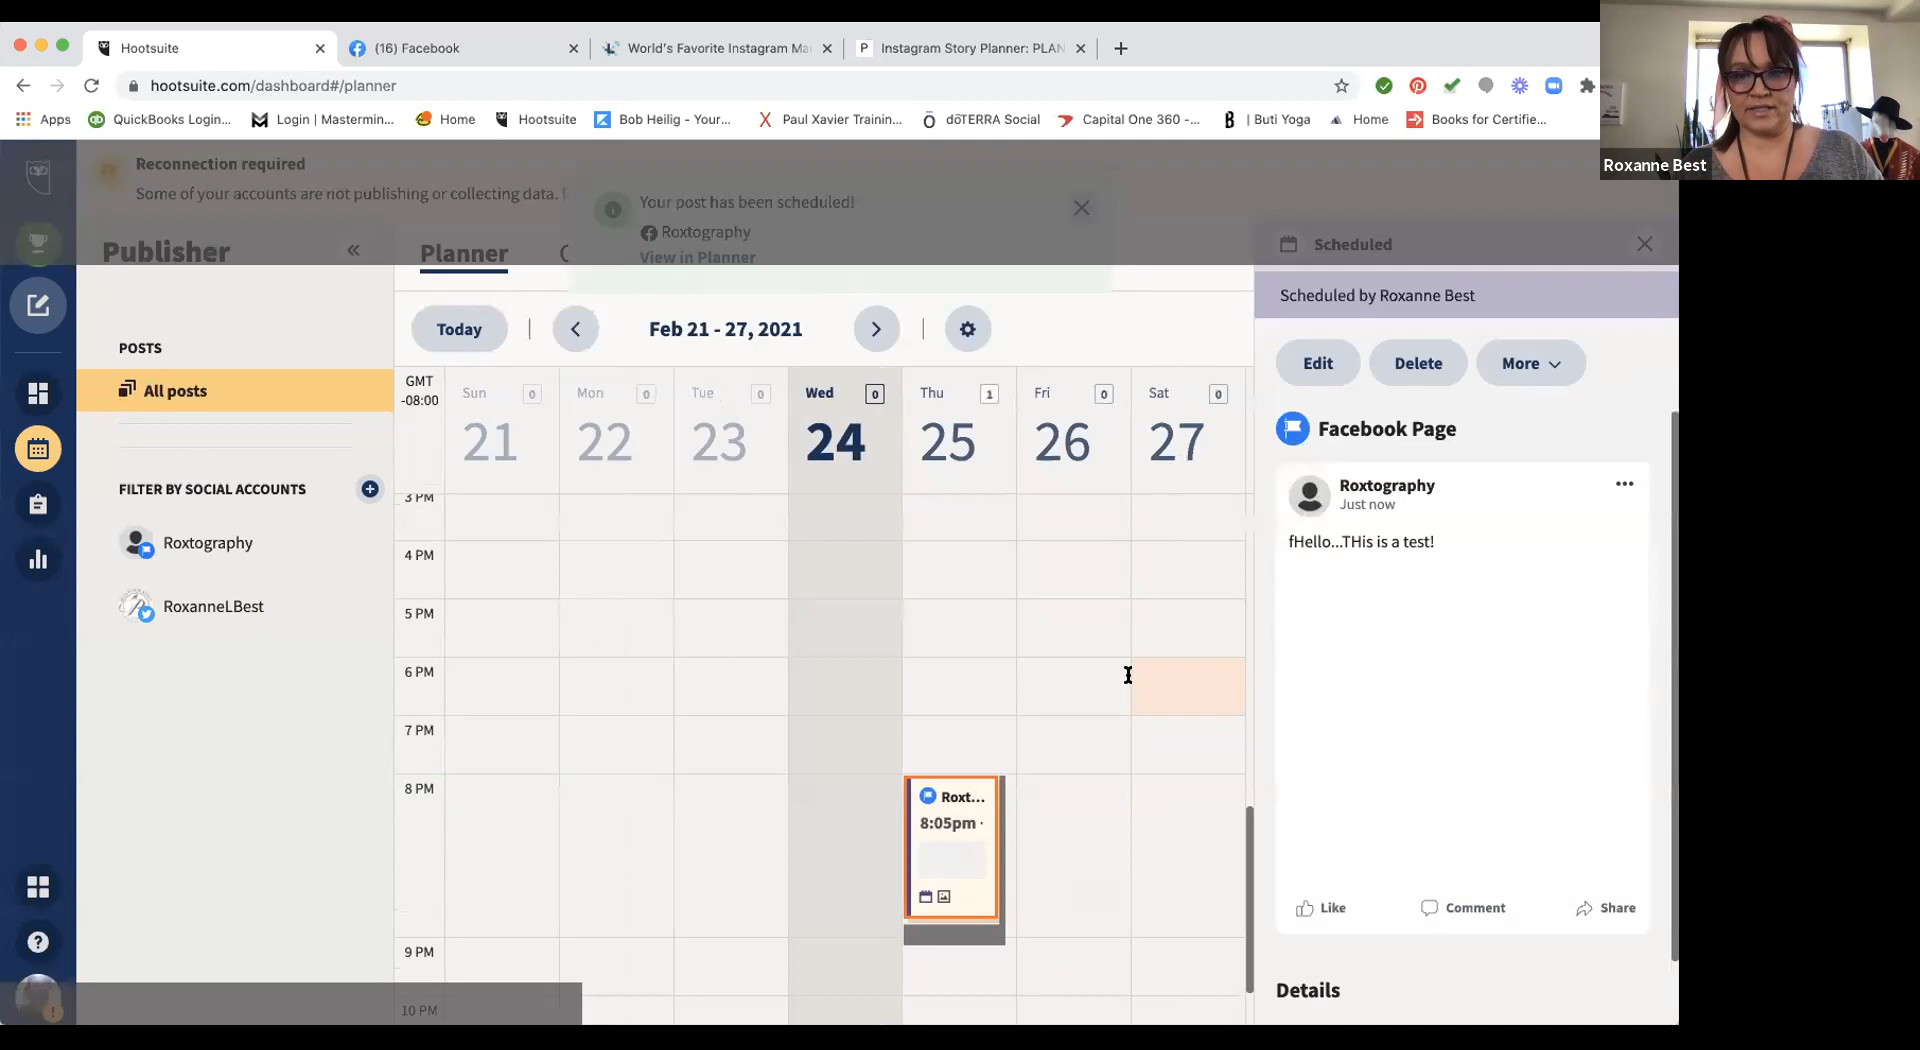 Hootsuite
(16) Facebook
World's Favorite Instagram Ma
Instagram Story Planner: PLAN
hootsuite.com/dashboard#/planner
Apps
QuickBooks Login...
Login | Mastermin...
Home
Hootsuite
Bob Heilig - Your...
Paul Xavier Trainin...
dōTERRA Social
Capital One 360 -...
| Buti Yoga
Home
Books for Certifie...
Roxanne Best
Reconnection required
Some of your accounts are not publishing or collecting data.
Your post has been scheduled!
Roxtography
View in Planner
Publisher
Planner
Scheduled
Scheduled by Roxanne Best
POSTS
All posts
FILTER BY SOCIAL ACCOUNTS
Roxtography
RoxanneLBest
Today
Feb 21 - 27, 2021
GMT
-08:00
Sun 0
21
Mon 0
22
Tue 0
23
Wed 0
24
Thu 1
25
Fri 0
26
Sat 0
27
3 PM
4 PM
5 PM
6 PM
7 PM
8 PM
Roxt...
8:05pm ·
9 PM
10 PM
Edit
Delete
More
Facebook Page
Roxtography
Just now
fHello...THis is a test!
Like
Comment
Share
Details